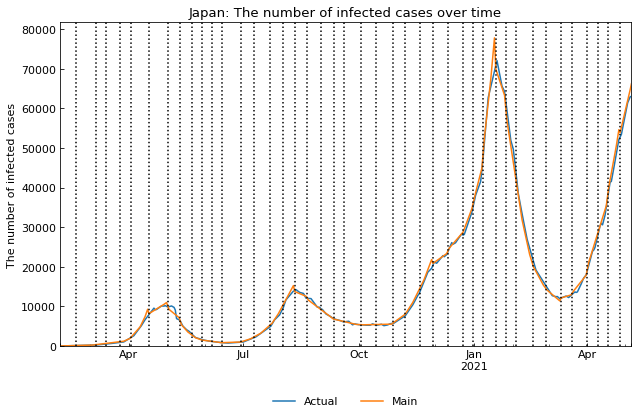 Japan: The number of infected cases over time
The number of infected cases
80000
70000
60000
50000
40000
30000
20000
10000
0
Apr
Jul
Oct
Jan
2021
Apr
Actual
Main